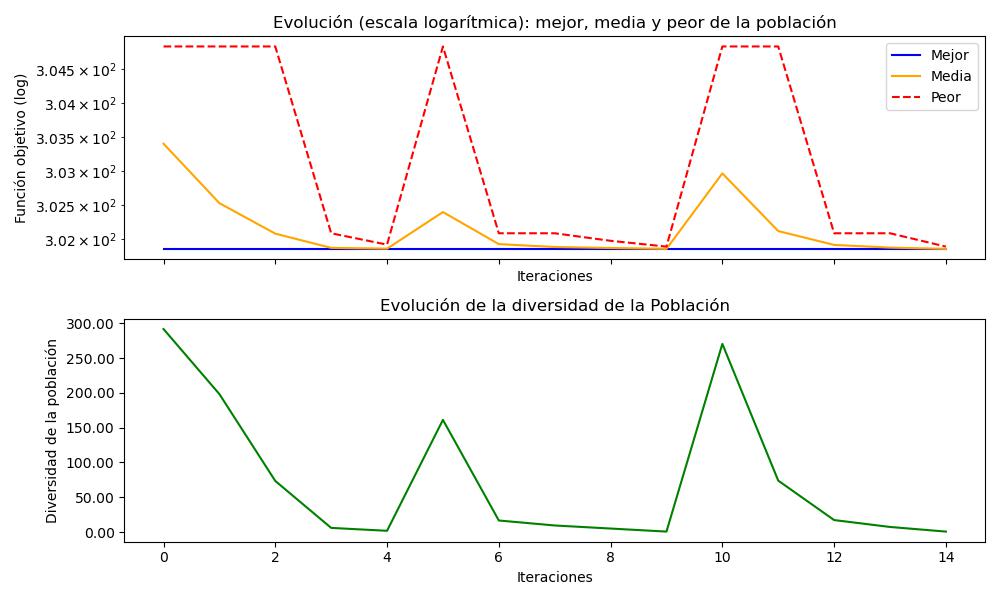 Evolución (escala logarítmica): mejor, media y peor de la población
Función objetivo (log)
3.045 × 10²
3.04 × 10²
3.035 × 10²
3.03 × 10²
3.025 × 10²
3.02 × 10²
Mejor
Media
Peor
Iteraciones
Evolución de la diversidad de la Población
Diversidad de la población
300.00
250.00
200.00
150.00
100.00
50.00
0.00
0 2 4 6 8 10 12 14
Iteraciones